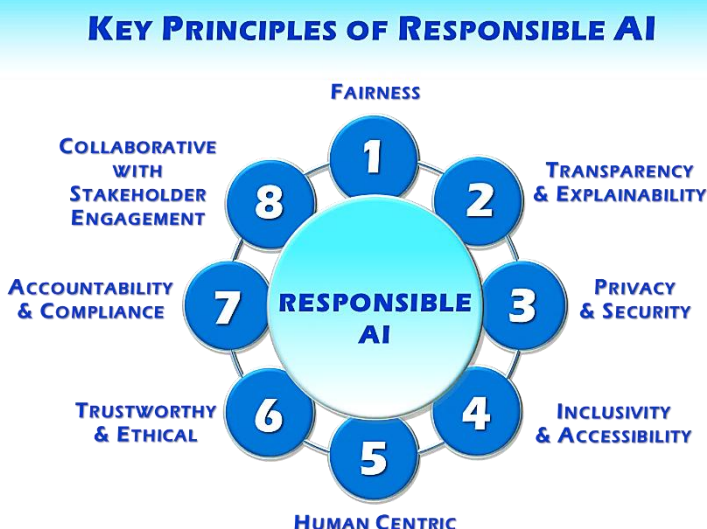 KEY PRINCIPLES OF RESPONSIBLE AI
FAIRNESS
1
TRANSPARENCY
& EXPLAINABILITY
2
PRIVACY
& SECURITY
3
INCLUSIVITY
& ACCESSIBILITY
4
HUMAN CENTRIC
5
TRUSTWORTHY
& ETHICAL
6
ACCOUNTABILITY
& COMPLIANCE
7
COLLABORATIVE
WITH
STAKEHOLDER
ENGAGEMENT
8
RESPONSIBLE
AI